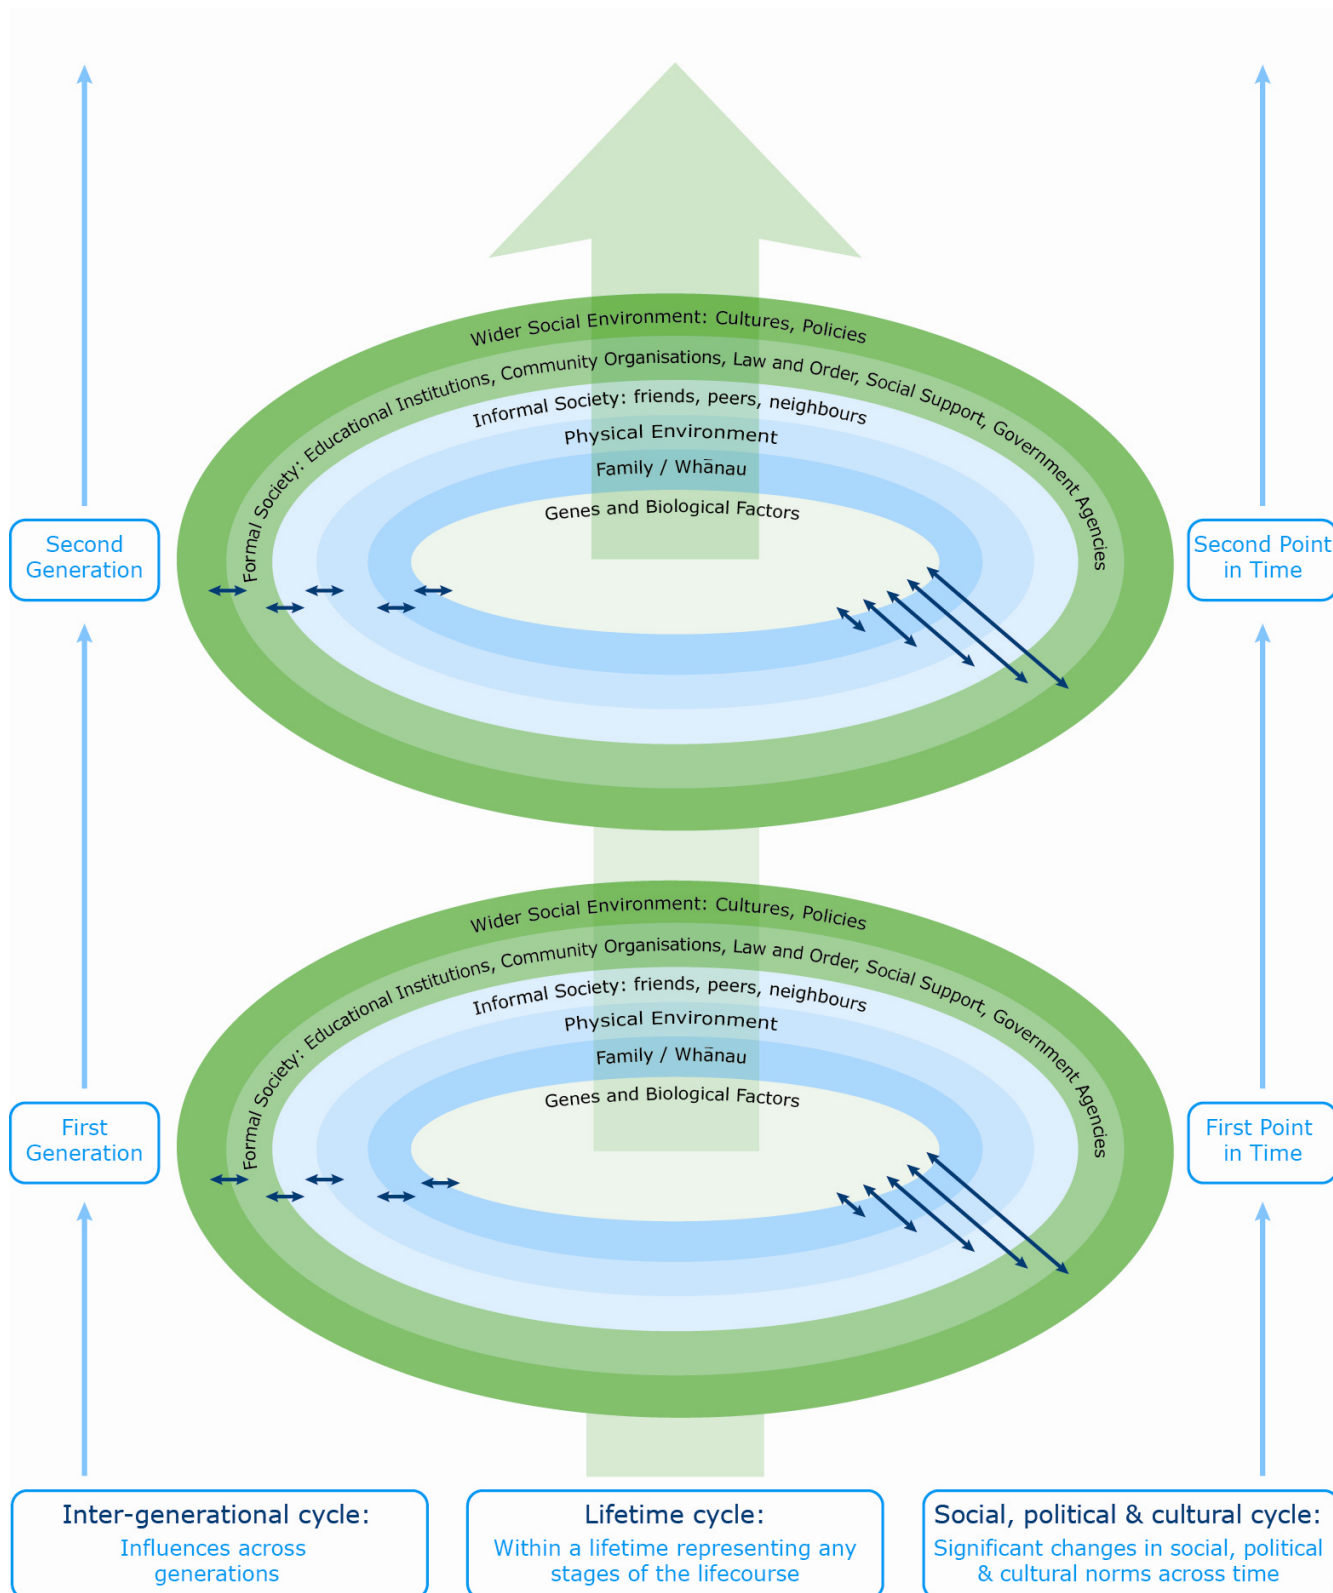 Wider Social Environment: Cultures, Policies
Formal Society: Educational Institutions, Community Organisations, Law and Order, Social Support, Government Agencies
Informal Society: friends, peers, neighbours
Physical Environment
Family / Whānau
Genes and Biological Factors
Second
Generation
Second Point
in Time
Wider Social Environment: Cultures, Policies
Formal Society: Educational Institutions, Community Organisations, Law and Order, Social Support, Government Agencies
Informal Society: friends, peers, neighbours
Physical Environment
Family / Whānau
Genes and Biological Factors
First
Generation
First Point
in Time
Inter-generational cycle:
Influences across
generations
Lifetime cycle:
Within a lifetime representing any
stages of the lifecourse
Social, political & cultural cycle:
Significant changes in social, political
& cultural norms across time